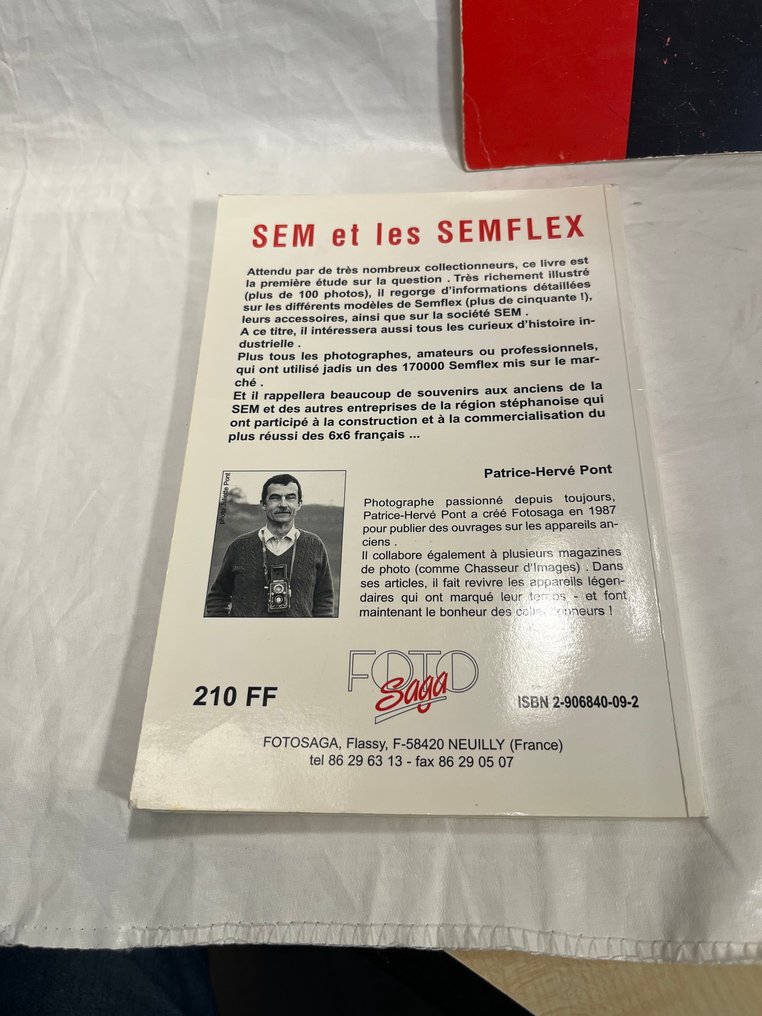 SEM et les SEMFLEX
Attendu par de très nombreux collectionneurs, ce livre est
la première étude sur la question . Très richement illustré
(plus de 100 photos), il regorge d'informations détaillées
sur les différents modèles de Semflex (plus de cinquante !),
leurs accessoires, ainsi que sur la société SEM .
A ce titre, il intéressera aussi tous les curieux d'histoire in-
dustrielle .
Plus tous les photographes, amateurs ou professionnels,
qui ont utilisé jadis un des 170000 Semflex mis sur le mar-
ché .
Et il rappellera beaucoup de souvenirs aux anciens de la
SEM et des autres entreprises de la région stéphanoise qui
ont participé à la construction et à la commercialisation du
plus réussi des 6x6 français ...
Patrice-Hervé Pont
Photographe passionné depuis toujours,
Patrice-Hervé Pont a créé Fotosaga en 1987
pour publier des ouvrages sur les appareils an-
ciens .
Il collabore également à plusieurs magazines
de photo (comme Chasseur d'Images) . Dans
ses articles, il fait revivre les appareils légen-
daires qui ont marqué leur temps - et font
maintenant le bonheur des collectionneurs !
FOTO
Saga
210 FF
ISBN 2-906840-09-2
FOTOSAGA, Flassy, F-58420 NEUILLY (France)
tel 86 29 63 13 - fax 86 29 05 07